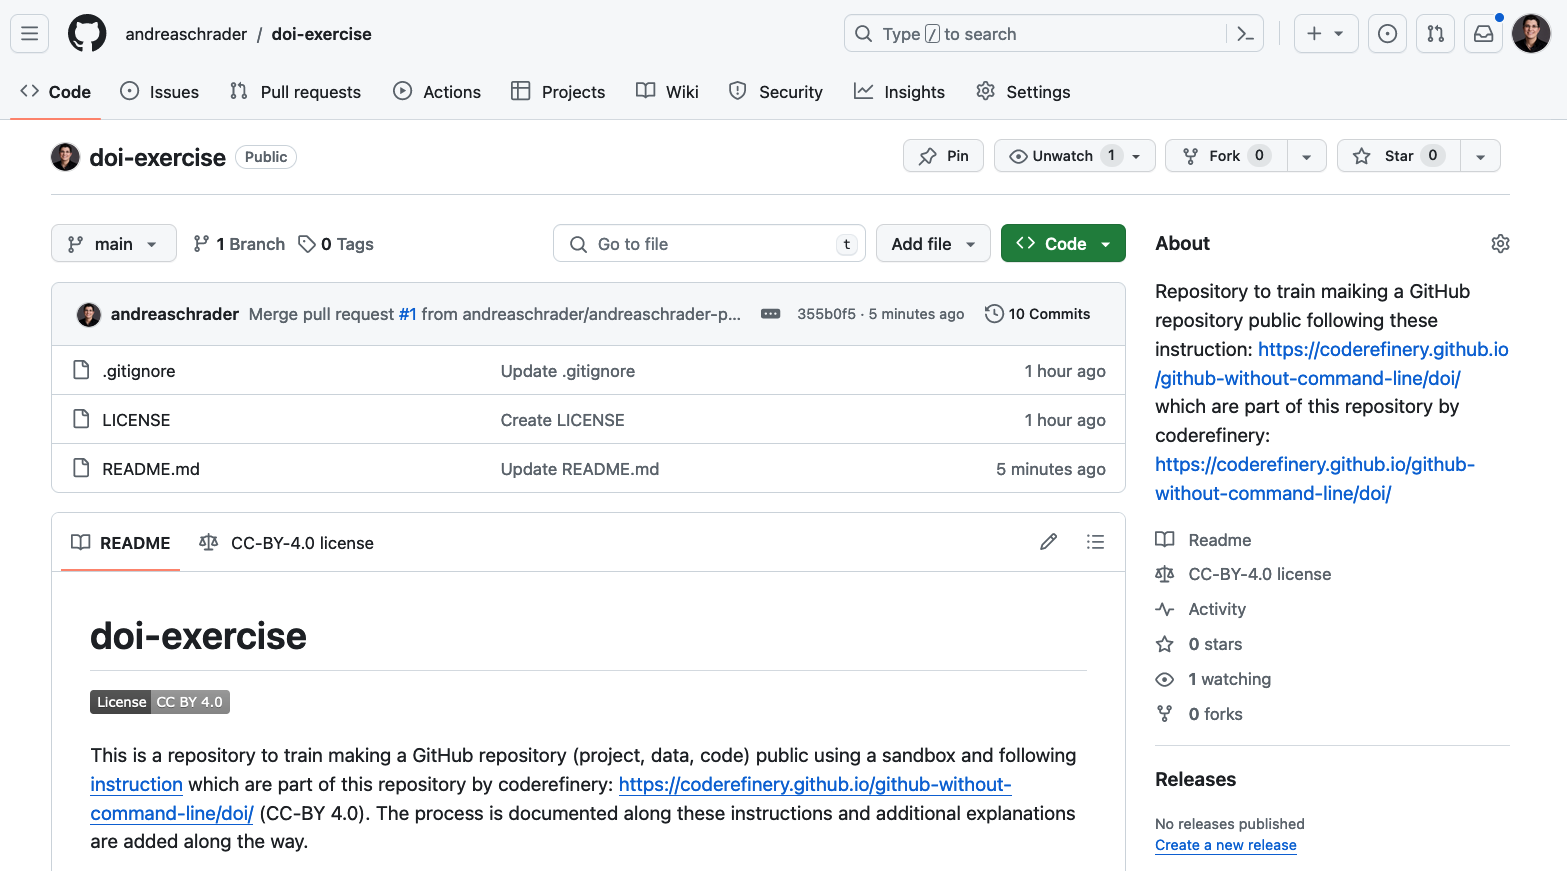 andreaschrader / doi-exercise
Type / to search
Code Issues Pull requests Actions Projects Wiki Security Insights Settings
doi-exercise Public
Pin Unwatch 1 Fork 0 Star 0
main 1 Branch 0 Tags Go to file t Add file Code
andreaschrader Merge pull request #1 from andreaschrader/andreaschrader-p... 355b0f5 · 5 minutes ago 10 Commits
.gitignore Update .gitignore 1 hour ago
LICENSE Create LICENSE 1 hour ago
README.md Update README.md 5 minutes ago
README CC-BY-4.0 license
doi-exercise
License CC BY 4.0
This is a repository to train making a GitHub repository (project, data, code) public using a sandbox and following
instruction which are part of this repository by coderefinery: https://coderefinery.github.io/github-without-
command-line/doi/ (CC-BY 4.0). The process is documented along these instructions and additional explanations
are added along the way.
About
Repository to train maiking a GitHub
repository public following these
instruction: https://coderefinery.github.io
/github-without-command-line/doi/
which are part of this repository by
coderefinery:
https://coderefinery.github.io/github-
without-command-line/doi/
Readme
CC-BY-4.0 license
Activity
0 stars
1 watching
0 forks
Releases
No releases published
Create a new release